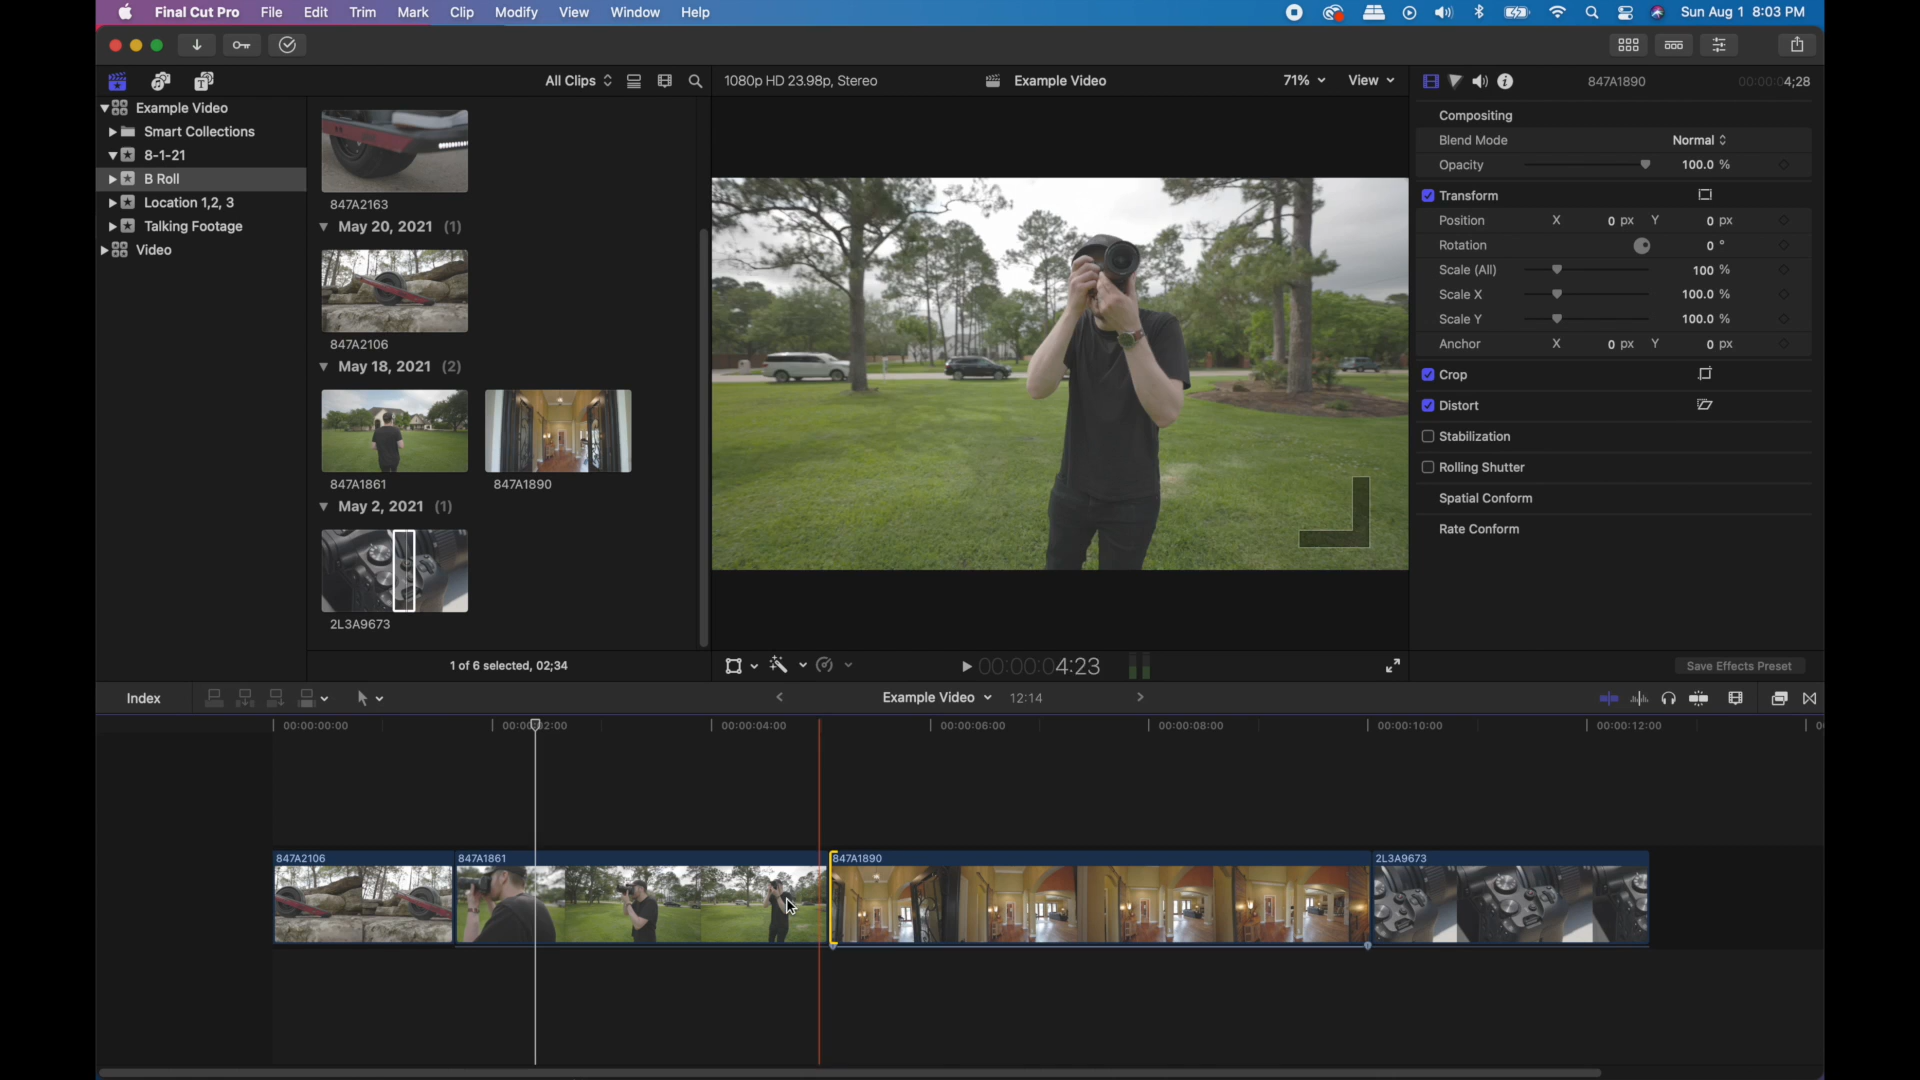 Final Cut Pro File Edit Trim Mark Clip Modify View Window Help Sun Aug 1 8:03 PM
All Clips 1080p HD 23.98p, Stereo Example Video 71% View 847A1890 00:00:04;28
Example Video
Smart Collections
8-1-21
B Roll
Location 1,2, 3
Talking Footage
Video
847A2163
May 20, 2021 (1)
847A2106
May 18, 2021 (2)
847A1861 847A1890
May 2, 2021 (1)
2L3A9673
1 of 6 selected, 02;34
00:00:04:23
Compositing
Blend Mode Normal
Opacity 100.0 %
Transform
Position X 0 px Y 0 px
Rotation 0 °
Scale (All) 100 %
Scale X 100.0 %
Scale Y 100.0 %
Anchor X 0 px Y 0 px
Crop
Distort
Stabilization
Rolling Shutter
Spatial Conform
Rate Conform
Save Effects Preset
Index Example Video 12:14
00:00:00:00 00:00:02:00 00:00:04:00 00:00:06:00 00:00:08:00 00:00:10:00 00:00:12:00
847A2106 847A1861 847A1890 2L3A9673